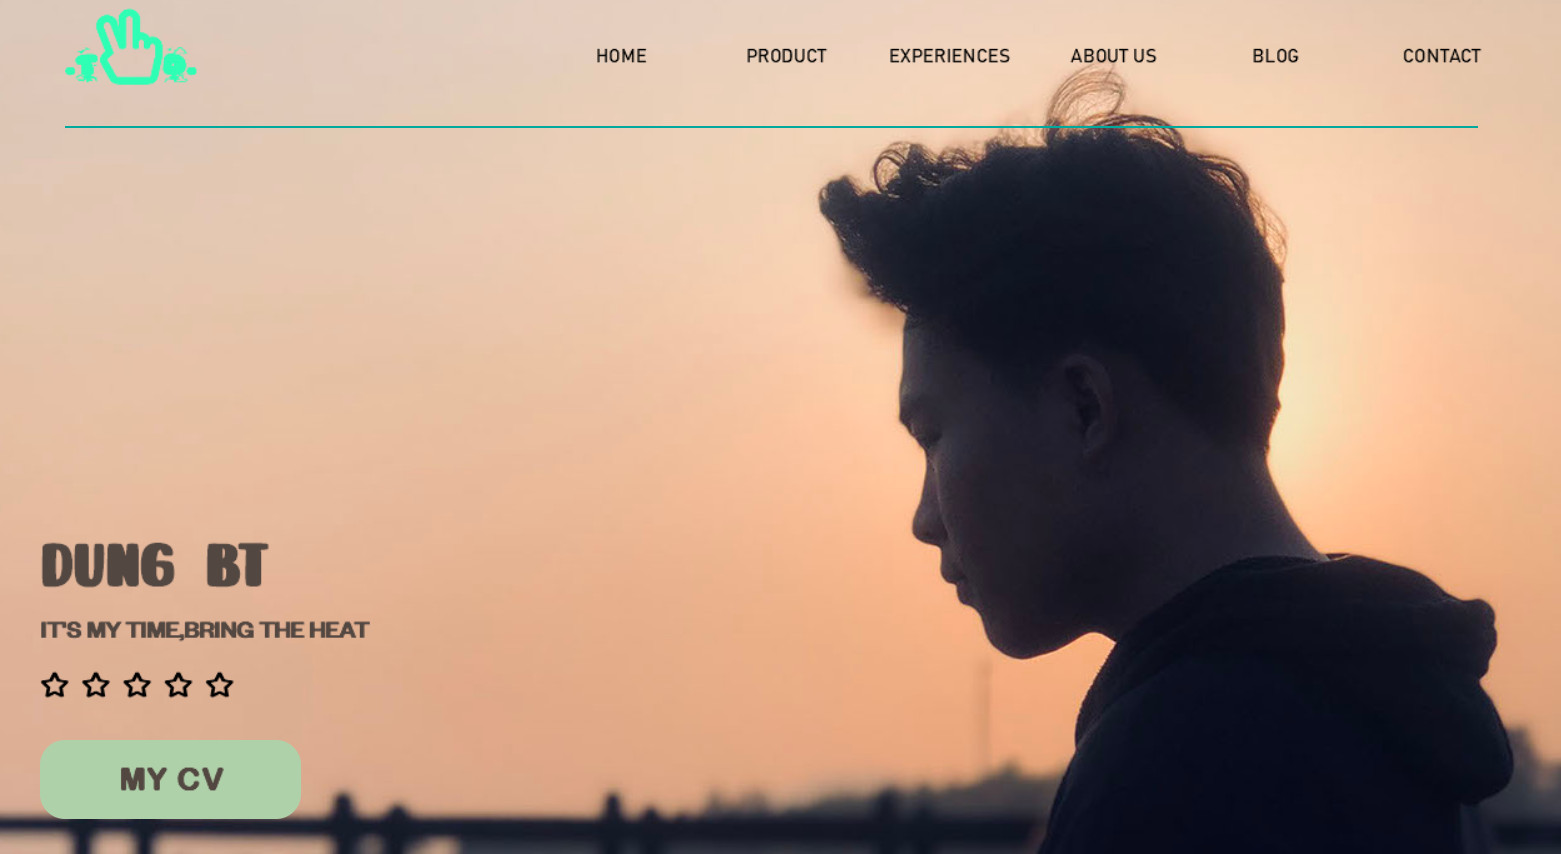 HOME PRODUCT EXPERIENCES ABOUT US BLOG CONTACT
DUNG BT
IT'S MY TIME,BRING THE HEAT
MY CV